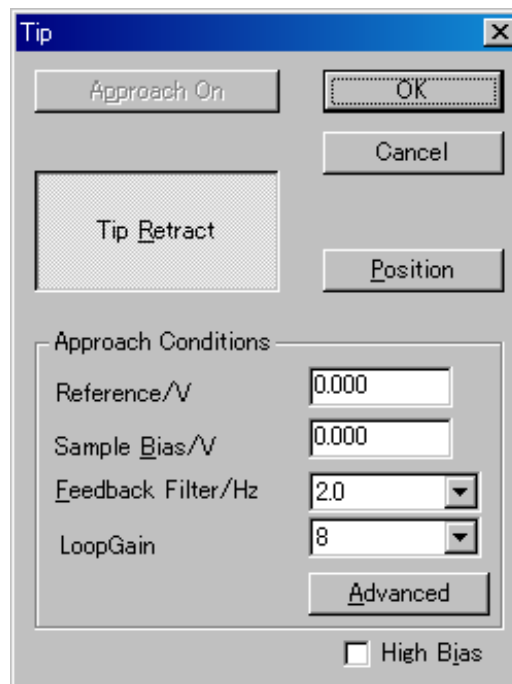 Tip
Approach On
OK
Cancel
Tip Retract
Position
Approach Conditions
Reference/V
0.000
Sample Bias/V
0.000
Feedback Filter/Hz
2.0
LoopGain
8
Advanced
High Bias